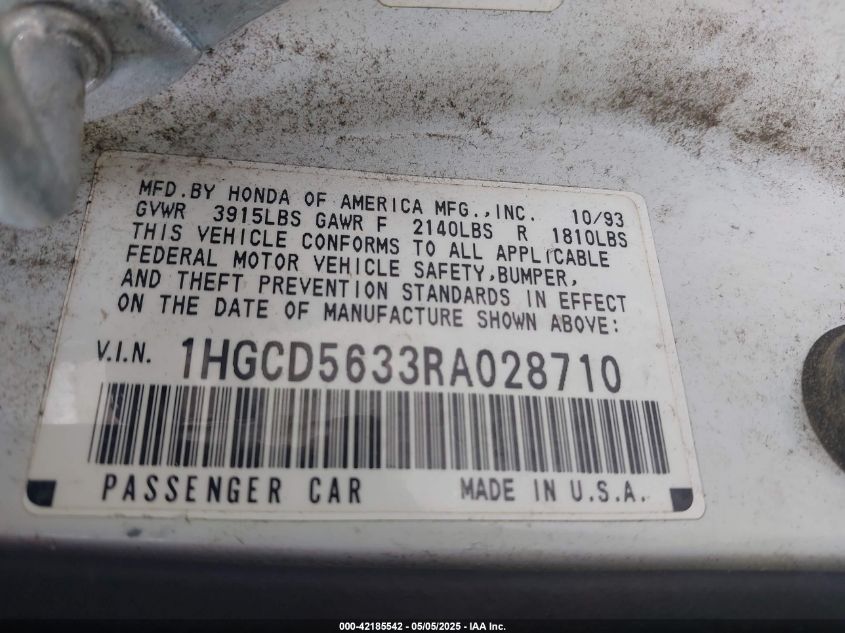 MFD.BY HONDA OF AMERICA MFG.,INC. 10/93
GVWR 3915LBS GAWR F 2140LBS R 1810LBS
THIS VEHICLE CONFORMS TO ALL APPLICABLE
FEDERAL MOTOR VEHICLE SAFETY,BUMPER,
AND THEFT PREVENTION STANDARDS IN EFFECT
ON THE DATE OF MANUFACTURE SHOWN ABOVE:
V.I.N. 1HGCD5633RA028710
PASSENGER CAR MADE IN U.S.A.
000-42185542 - 05/05/2025 - IAA Inc.